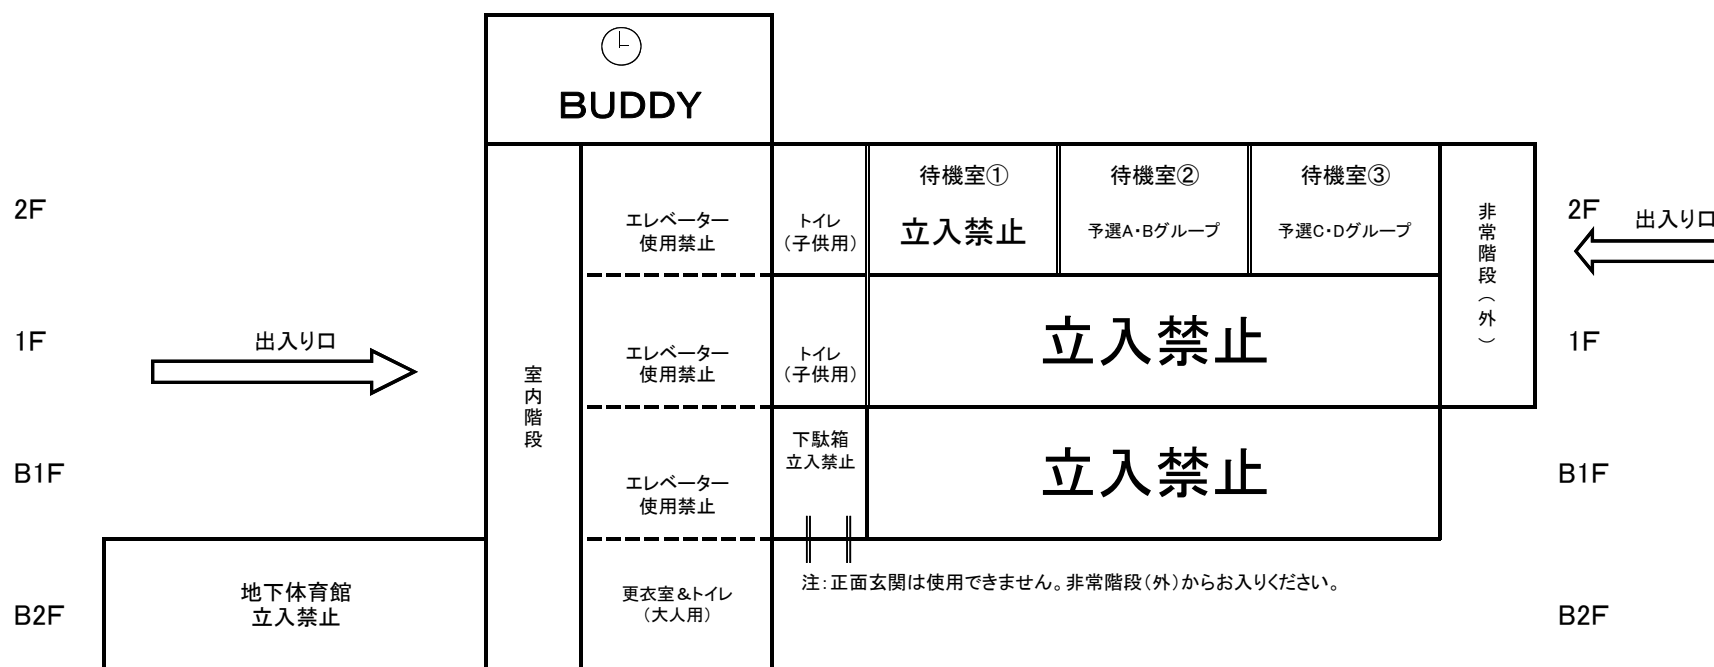 BUDDY
待機室①
待機室②
待機室③
2F
エレベーター
使用禁止
トイレ
(子供用)
立入禁止
予選A・Bグループ
予選C・Dグループ
非常階段(外)
2F
出入り口
1F
出入り口
エレベーター
使用禁止
トイレ
(子供用)
立入禁止
1F
室内階段
B1F
エレベーター
使用禁止
下駄箱
立入禁止
立入禁止
B1F
注:正面玄関は使用できません。非常階段(外)からお入りください。
B2F
地下体育館
立入禁止
更衣室&トイレ
(大人用)
B2F